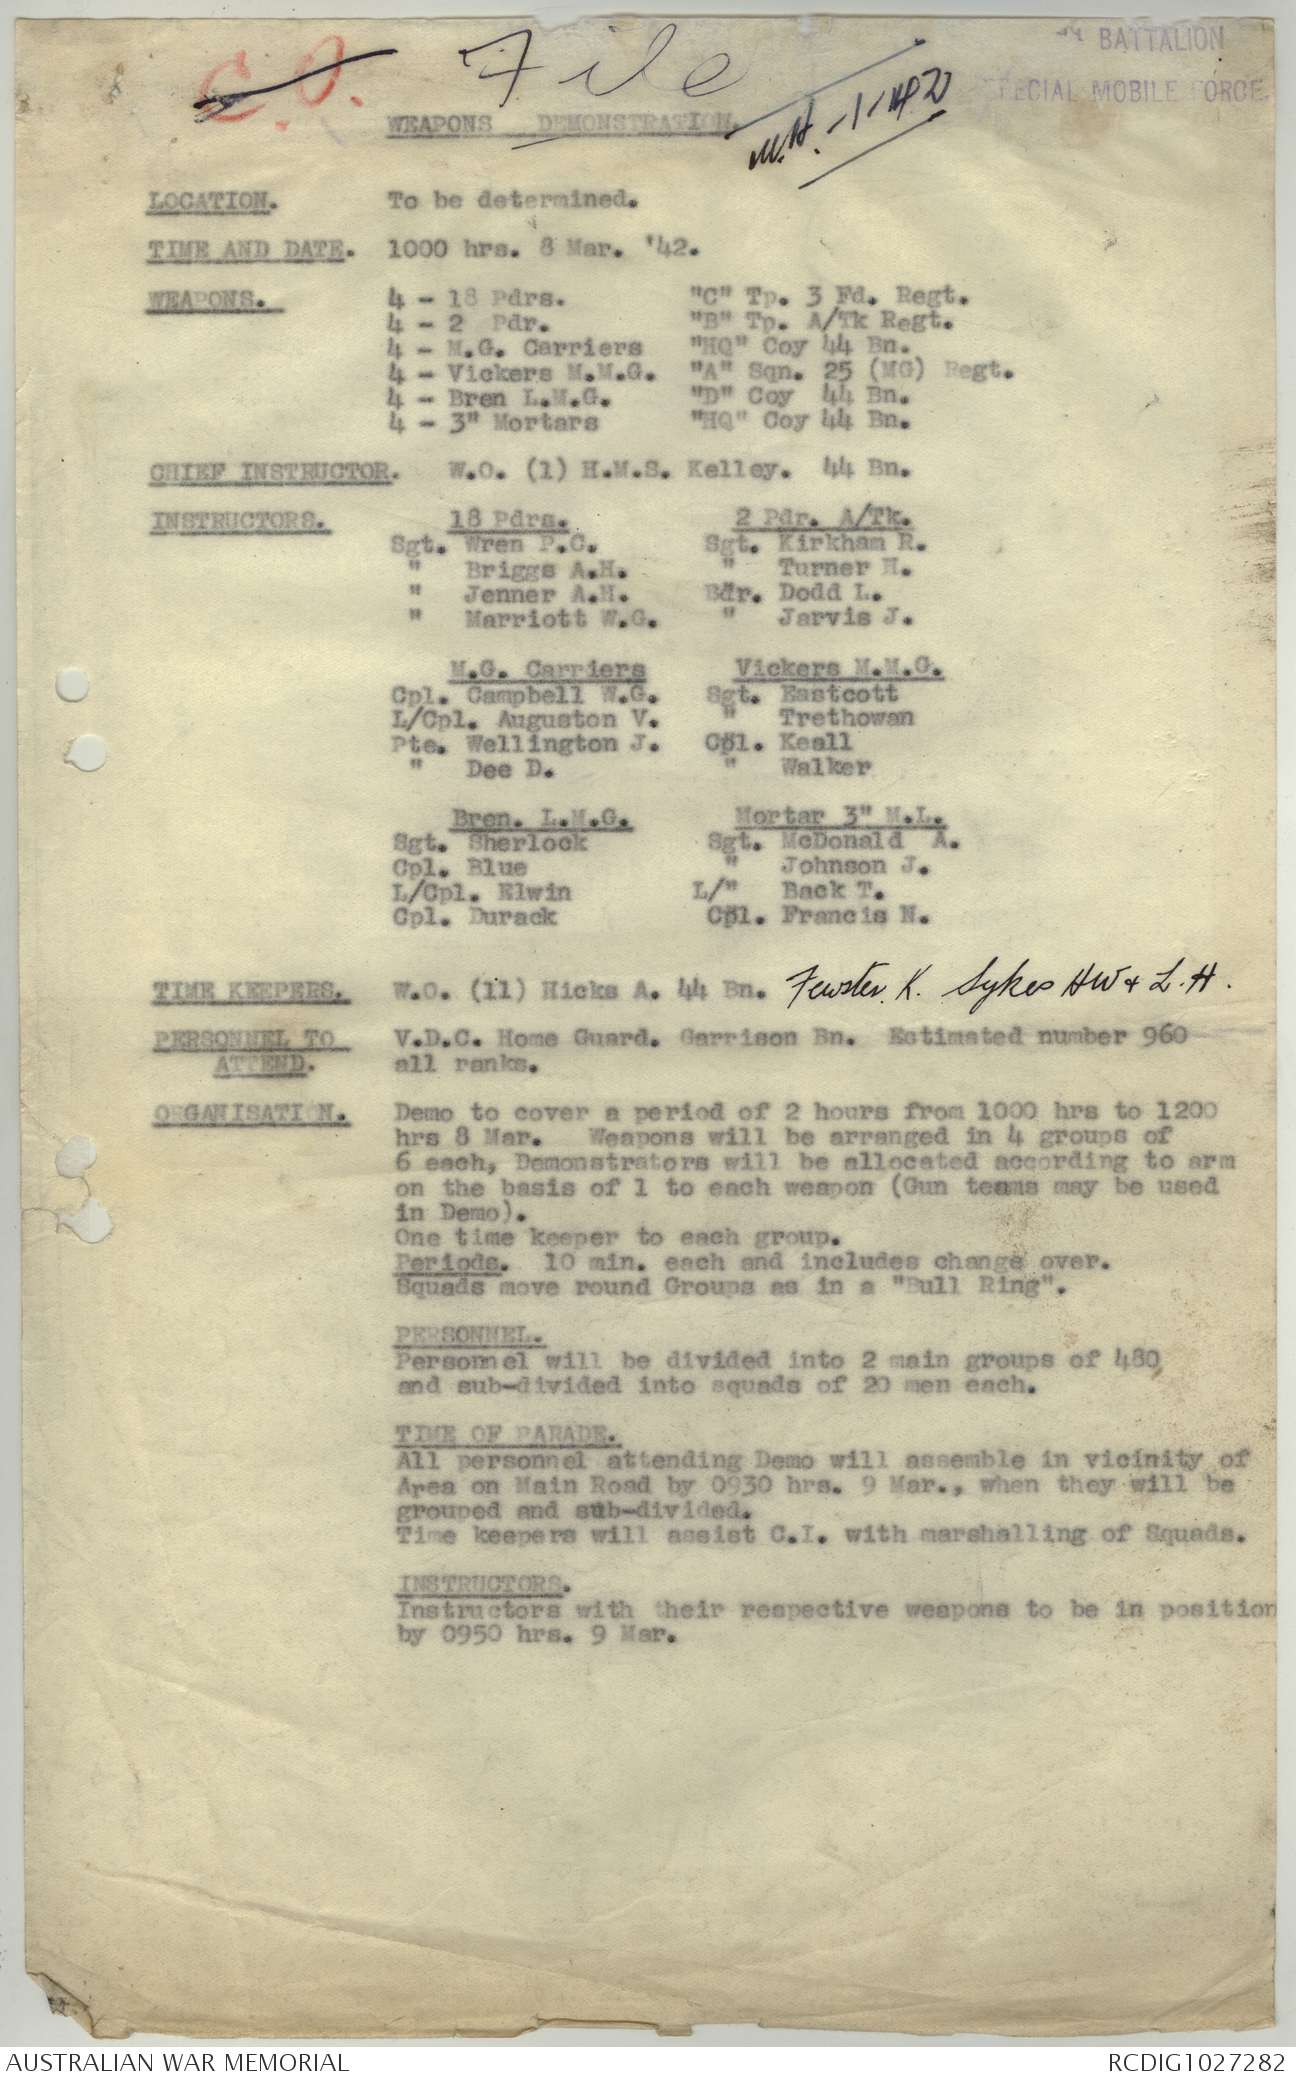 C.O. File
BATTALION
SPECIAL MOBILE FORCE.
WEAPONS DEMONSTRATION.
LOCATION. To be determined.
TIME AND DATE. 1000 hrs. 8 Mar. '42.
WEAPONS. 4 - 18 Pdrs. "C" Tp. 3 Fd. Regt.
4 - 2 Pdr. "B" Tp. A/Tk Regt.
4 - M.G. Carriers "HQ" Coy 44 Bn.
4 - Vickers M.M.G. "A" Sqn. 25 (MG) Regt.
4 - Bren L.M.G. "D" Coy 44 Bn.
4 - 3" Mortars "HQ" Coy 44 Bn.
CHIEF INSTRUCTOR. W.O. (1) H.M.S. Kelley. 44 Bn.
INSTRUCTORS. 18 Pdrs. 2 Pdr. A/Tk.
Sgt. Wren P.C. Sgt. Kirkham R.
" Briggs A.H. " Turner H.
" Jenner A.H. Bdr. Dodd L.
" Marriott W.G. " Jarvis J.
M.G. Carriers Vickers M.M.G.
Cpl. Campbell W.G. Sgt. Eastcott
L/Cpl. Auguston V. " Trethowan
Pte. Wellington J. Cpl. Keall
" Dee D. " Walker
Bren. L.M.G. Mortar 3" M.L.
Sgt. Sherlock Sgt. McDonald A.
Cpl. Blue " Johnson J.
L/Cpl. Elwin L/" Back T.
Cpl. Durack Cpl. Francis N.
TIME KEEPERS. W.O. (11) Hicks A. 44 Bn. Fewster. K. Sykes HW & L.H.
PERSONNEL TO V.D.C. Home Guard. Garrison Bn. Estimated number 960
ATTEND. all ranks.
ORGANISATION. Demo to cover a period of 2 hours from 1000 hrs to 1200
hrs 8 Mar. Weapons will be arranged in 4 groups of
6 each, Demonstrators will be allocated according to arm
on the basis of 1 to each weapon (Gun teams may be used
in Demo).
One time keeper to each group.
Periods. 10 min. each and includes change over.
Squads move round Groups as in a "Bull Ring".
PERSONNEL.
Personnel will be divided into 2 main groups of 480,
and sub-divided into squads of 20 men each.
TIME OF PARADE.
All personnel attending Demo will assemble in vicinity of
Area on Main Road by 0930 hrs. 9 Mar., when they will be
grouped and sub-divided.
Time keepers will assist C.I. with marshalling of Squads.
INSTRUCTORS.
Instructors with their respective weapons to be in position
by 0950 hrs. 9 Mar.
AUSTRALIAN WAR MEMORIAL RCDIG1027282